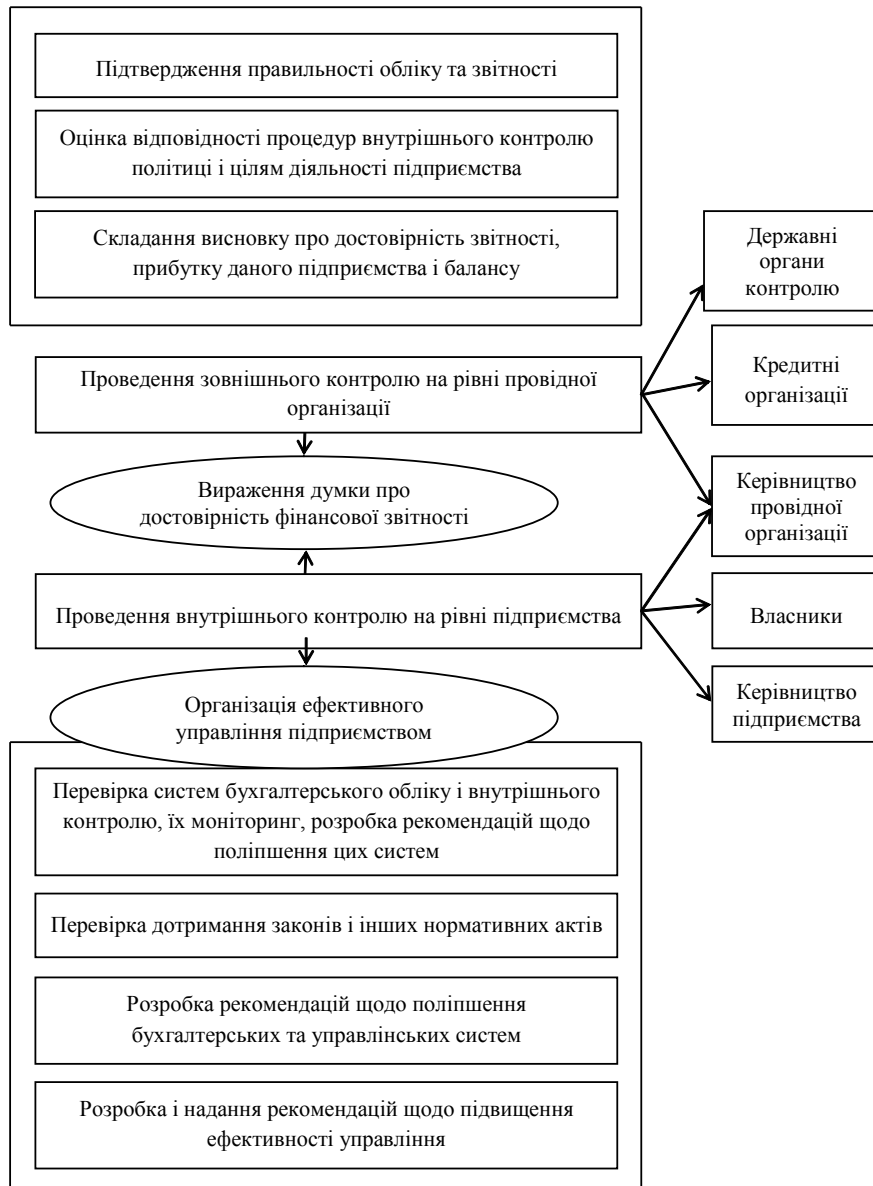 Підтвердження правильності обліку та звітності
Оцінка відповідності процедур внутрішнього контролю
політиці і цілям діяльності підприємства
Складання висновку про достовірність звітності,
прибутку даного підприємства і балансу
Державні
органи
контролю
Проведення зовнішнього контролю на рівні провідної
організації
Кредитні
організації
Вираження думки про
достовірність фінансової звітності
Керівництво
провідної
організації
Проведення внутрішнього контролю на рівні підприємства
Власники
Організація ефективного
управління підприємством
Керівництво
підприємства
Перевірка систем бухгалтерського обліку і внутрішнього
контролю, їх моніторинг, розробка рекомендацій щодо
поліпшення цих систем
Перевірка дотримання законів і інших нормативних актів
Розробка рекомендацій щодо поліпшення
бухгалтерських та управлінських систем
Розробка і надання рекомендацій щодо підвищення
ефективності управління